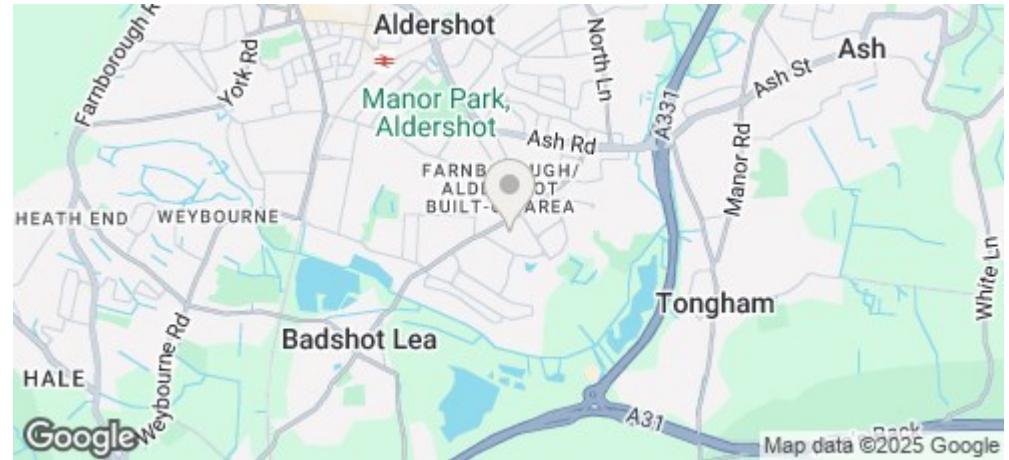 Farnborough R
York Rd
Aldershot
North Ln
Ash
Ash St
A331
Manor Park,
Aldershot
Ash Rd
Manor Rd
FARNB UGH/
ALDE OT
BUILT- AREA
HEATH END
WEYBOURNE
White Ln
Tongham
Badshot Lea
Weybourne Rd
HALE
A31
Back
Google
Map data ©2025 Google